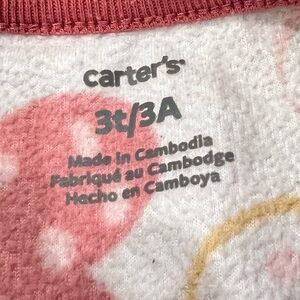 carter's
3t/3A
Made in Cambodia
Fabriqué au Cambodge
Hecho en Camboya